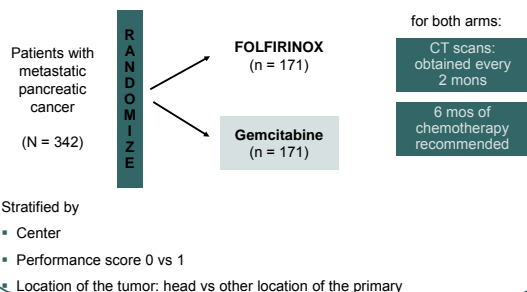 for both arms:
Patients with
metastatic
pancreatic
cancer
(N = 342)
RANDOMIZE
FOLFIRINOX
(n = 171)
Gemcitabine
(n = 171)
CT scans:
obtained every
2 mons
6 mos of
chemotherapy
recommended
Stratified by
▪ Center
▪ Performance score 0 vs 1
▪ Location of the tumor: head vs other location of the primary